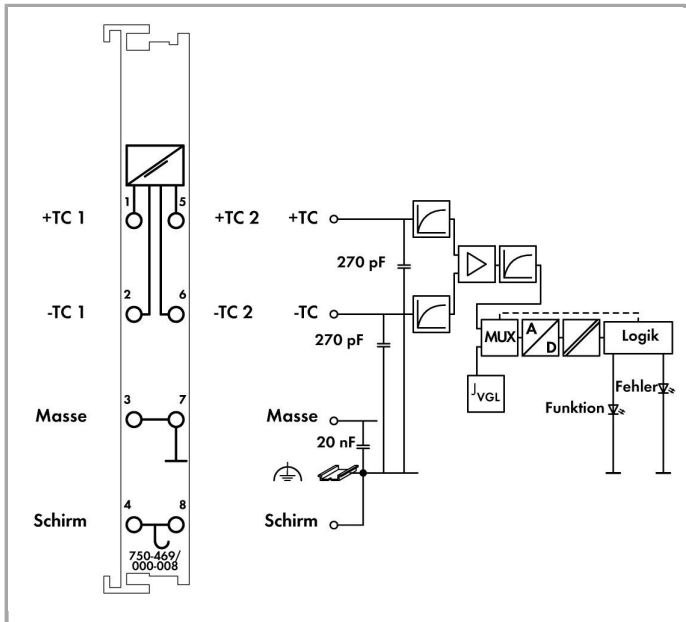 1
5
+TC 1
+TC 2
+TC
270 pF
2
6
-TC 1
-TC 2
-TC
270 pF
MUX
A
D
Logik
JVGL
Fehler
Funktion
3
7
Masse
Masse
20 nF
4
8
Schirm
Schirm
750-469/
000-008